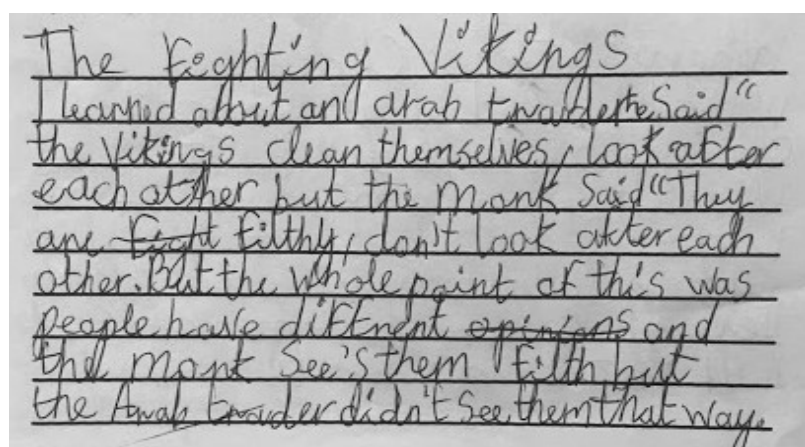 The Fighting Vikings
I learned about and arab trader he Said "
the Vikings clean themselves, look after
each other but the monk Said "They
are fight filthy, don't look after each
other. But the whole point of this was
people have different opinions and
the monk See's them filth but
the Arab trader didn't See them that way.